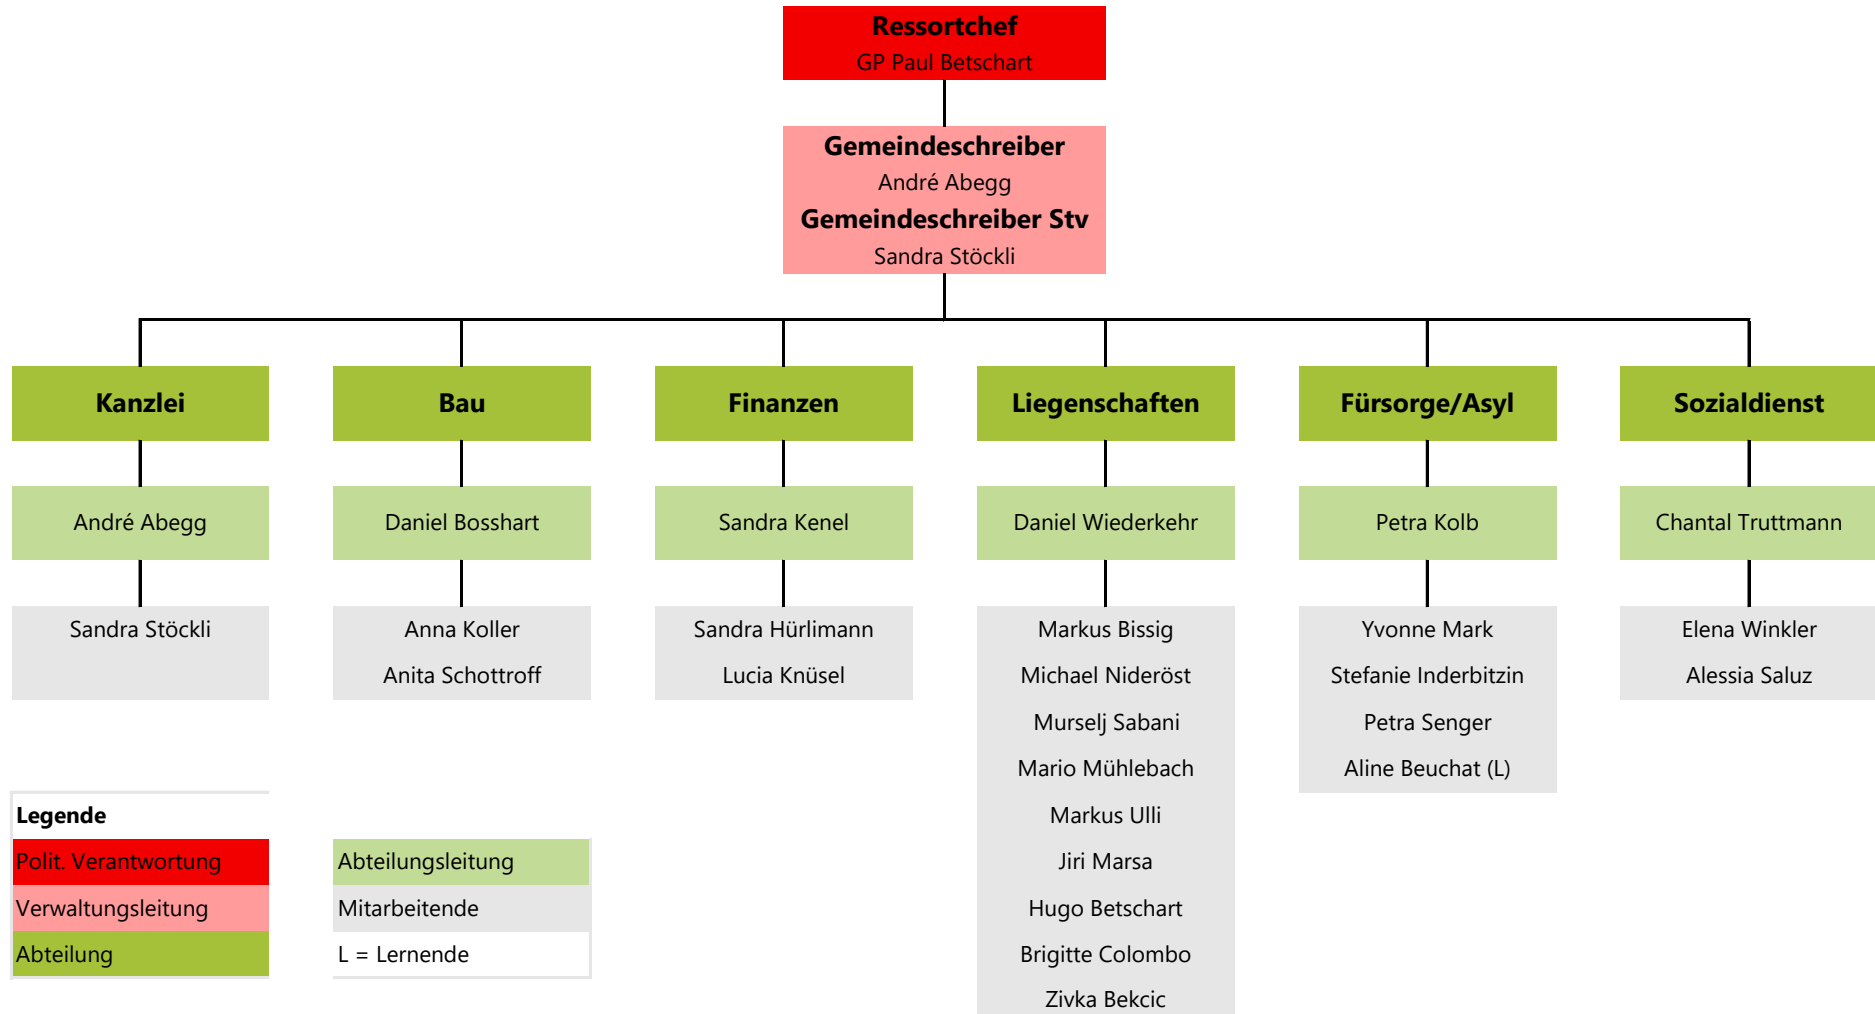 Ressortchef
GP Paul Betschart
Gemeindeschreiber
André Abegg
Gemeindeschreiber Stv
Sandra Stöckli
Kanzlei
Bau
Finanzen
Liegenschaften
Fürsorge/Asyl
Sozialdienst
André Abegg
Daniel Bosshart
Sandra Kenel
Daniel Wiederkehr
Petra Kolb
Chantal Truttmann
Sandra Stöckli
Anna Koller
Anita Schottroff
Sandra Hürlimann
Lucia Knüsel
Markus Bissig
Michael Nideröst
Murselj Sabani
Mario Mühlebach
Markus Ulli
Jiri Marsa
Hugo Betschart
Brigitte Colombo
Zivka Bekcic
Yvonne Mark
Stefanie Inderbitzin
Petra Senger
Aline Beuchat (L)
Elena Winkler
Alessia Saluz
Legende
Polit. Verantwortung
Verwaltungsleitung
Abteilung
Abteilungsleitung
Mitarbeitende
L = Lernende